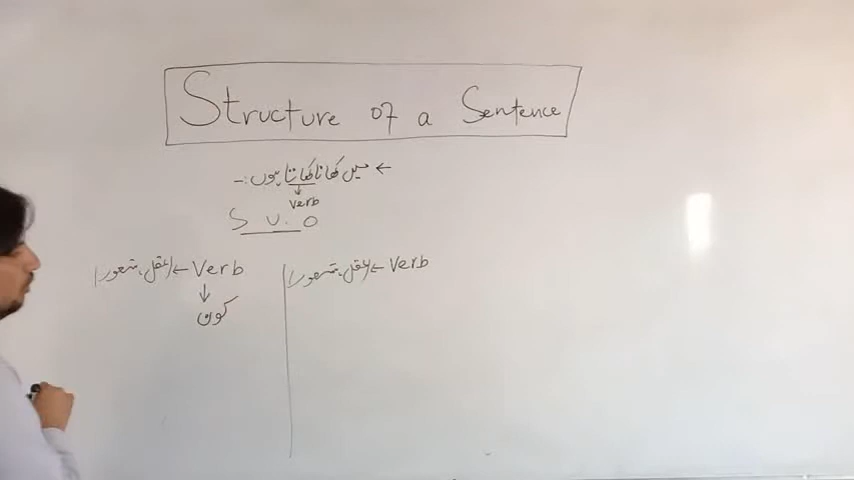 Structure of a Sentence
← میں کھانا کھاتا ہوں :-
↓
Verb
S V. O
Verb ← (عقل، شعور)
↓
کون
Verb ← (عقل، شعور)